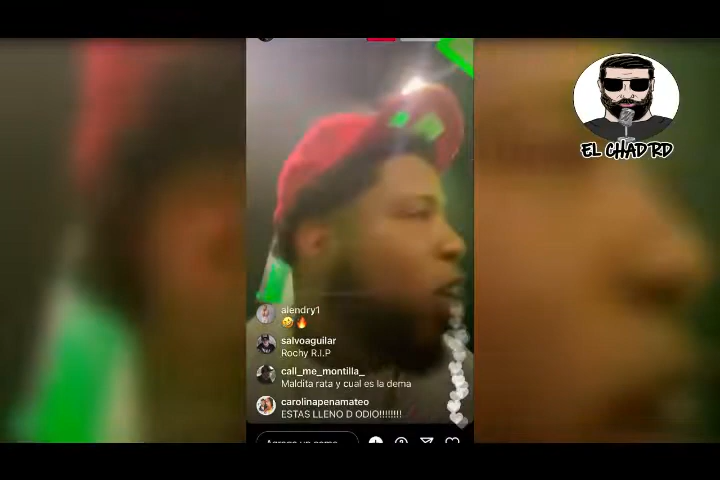 EL CHAD RD
alendry1
🤣🔥
salvoaguilar
Rochy R.I.P
call_me_montilla_
Maldita rata y cual es la dema
carolinapenamateo
ESTAS LLENO D ODIO!!!!!!!!